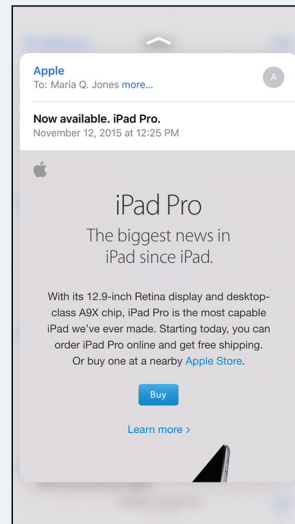 Apple
A
To: Maria Q. Jones more...
Now available. iPad Pro.
November 12, 2015 at 12:25 PM
iPad Pro
The biggest news in
iPad since iPad.
With its 12.9-inch Retina display and desktop-
class A9X chip, iPad Pro is the most capable
iPad we've ever made. Starting today, you can
order iPad Pro online and get free shipping.
Or buy one at a nearby Apple Store.
Buy
Learn more >